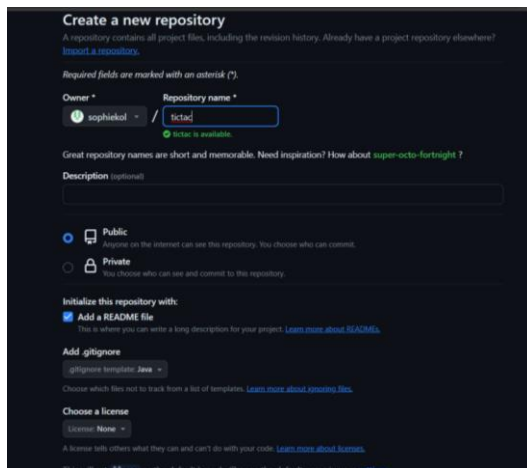 Create a new repository
A repository contains all project files, including the revision history. Already have a project repository elsewhere?
Import a repository.
Required fields are marked with an asterisk (*).
Owner *
Repository name *
sophiekol
/
tictac
tictac is available.
Great repository names are short and memorable. Need inspiration? How about super-octo-fortnight ?
Description (optional)
Public
Anyone on the internet can see this repository. You choose who can commit.
Private
You choose who can see and commit to this repository.
Initialize this repository with:
Add a README file
This is where you can write a long description for your project. Learn more about READMEs.
Add .gitignore
.gitignore template: Java
Choose which files not to track from a list of templates. Learn more about ignoring files.
Choose a license
License: None
A license tells others what they can and can't do with your code. Learn more about licenses.